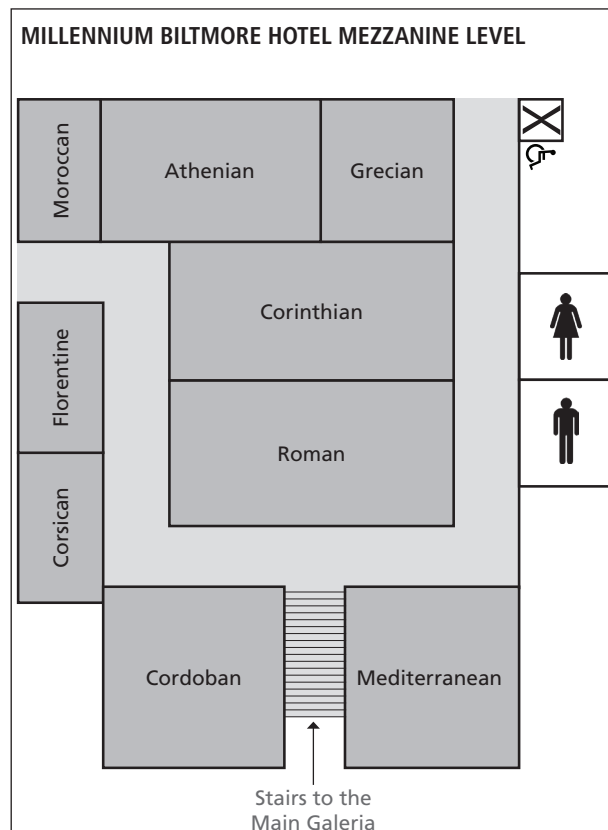 MILLENNIUM BILTMORE HOTEL MEZZANINE LEVEL
Moroccan
Athenian
Grecian
Corinthian
Florentine
Roman
Corsican
Cordoban
Mediterranean
Stairs to the
Main Galeria